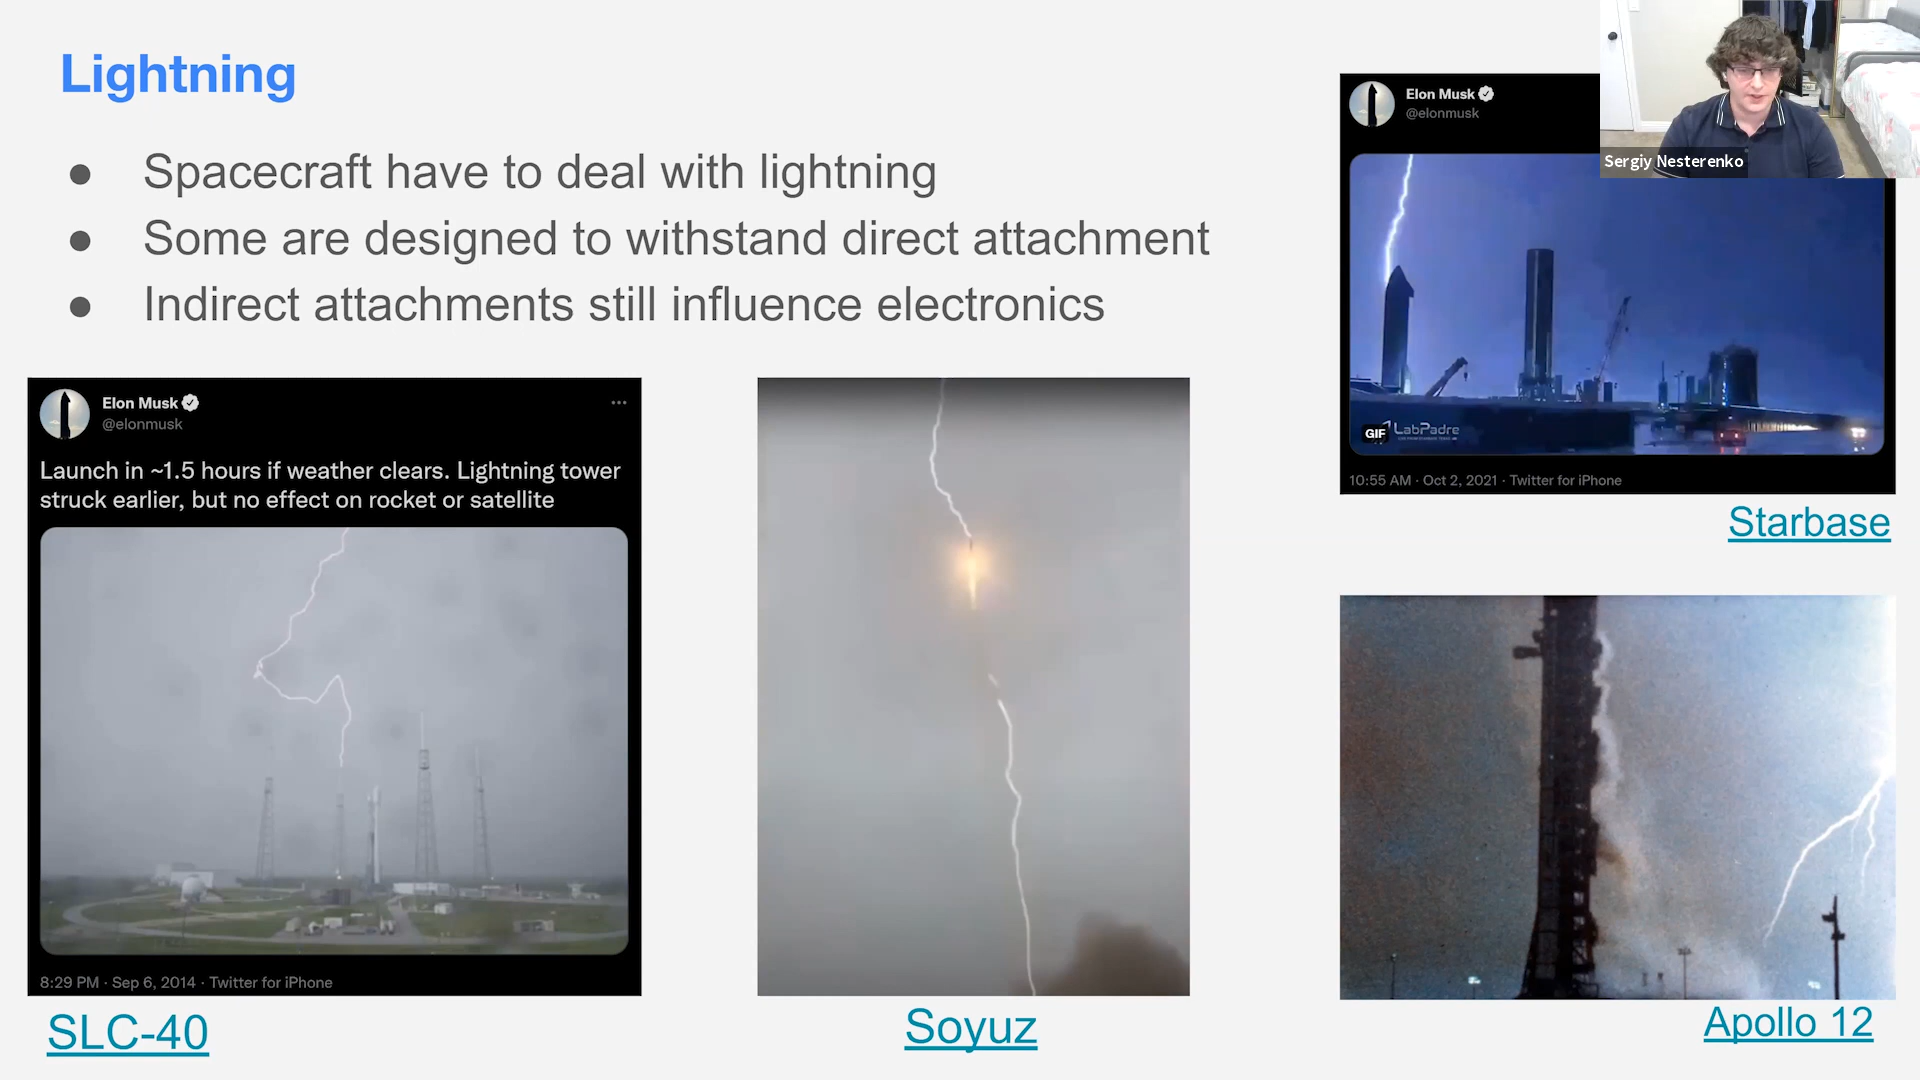 Lightning
● Spacecraft have to deal with lightning
● Some are designed to withstand direct attachment
● Indirect attachments still influence electronics
Elon Musk
@elonmusk
Sergiy Nesterenko
GIF
LabPadre
10:55 AM · Oct 2, 2021 · Twitter for iPhone
Starbase
Elon Musk
@elonmusk
Launch in ~1.5 hours if weather clears. Lightning tower
struck earlier, but no effect on rocket or satellite
8:29 PM · Sep 6, 2014 · Twitter for iPhone
SLC-40
Soyuz
Apollo 12